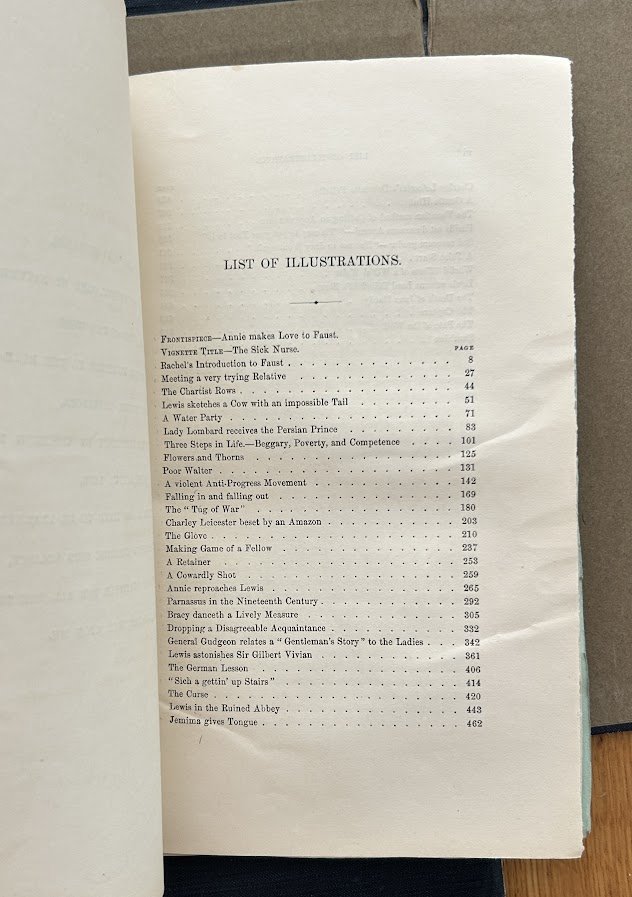 LIST OF ILLUSTRATIONS.
FRONTISPIECE—Annie makes Love to Faust.
VIGNETTE TITLE—The Sick Nurse.
PAGE
Rachel's Introduction to Faust . . . . . . . . . . . . . . 8
Meeting a very trying Relative . . . . . . . . . . . . . . 27
The Chartist Rows . . . . . . . . . . . . . . . . . . 44
Lewis sketches a Cow with an impossible Tail . . . . . . . . . 51
A Water Party . . . . . . . . . . . . . . . . . . . 71
Lady Lombard receives the Persian Prince . . . . . . . . . . 83
Three Steps in Life.—Beggary, Poverty, and Competence . . . . 101
Flowers and Thorns . . . . . . . . . . . . . . . . . 125
Poor Walter . . . . . . . . . . . . . . . . . . . . 131
A violent Anti-Progress Movement . . . . . . . . . . . . 142
Falling in and falling out . . . . . . . . . . . . . . . 169
The "Tug of War" . . . . . . . . . . . . . . . . . 180
Charley Leicester beset by an Amazon . . . . . . . . . . . 203
The Glove . . . . . . . . . . . . . . . . . . . . 210
Making Game of a Fellow . . . . . . . . . . . . . . . 237
A Retainer . . . . . . . . . . . . . . . . . . . . 253
A Cowardly Shot . . . . . . . . . . . . . . . . . . 259
Annie reproaches Lewis . . . . . . . . . . . . . . . . 265
Parnassus in the Nineteenth Century . . . . . . . . . . . . 292
Bracy danceth a Lively Measure . . . . . . . . . . . . . 305
Dropping a Disagreeable Acquaintance . . . . . . . . . . . 332
General Gudgeon relates a "Gentleman's Story" to the Ladies . . . 342
Lewis astonishes Sir Gilbert Vivian . . . . . . . . . . . . 361
The German Lesson . . . . . . . . . . . . . . . . . 406
"Sich a gettin' up Stairs" . . . . . . . . . . . . . . . 414
The Curse . . . . . . . . . . . . . . . . . . . . 420
Lewis in the Ruined Abbey . . . . . . . . . . . . . . . 443
Jemima gives Tongue . . . . . . . . . . . . . . . . . 462